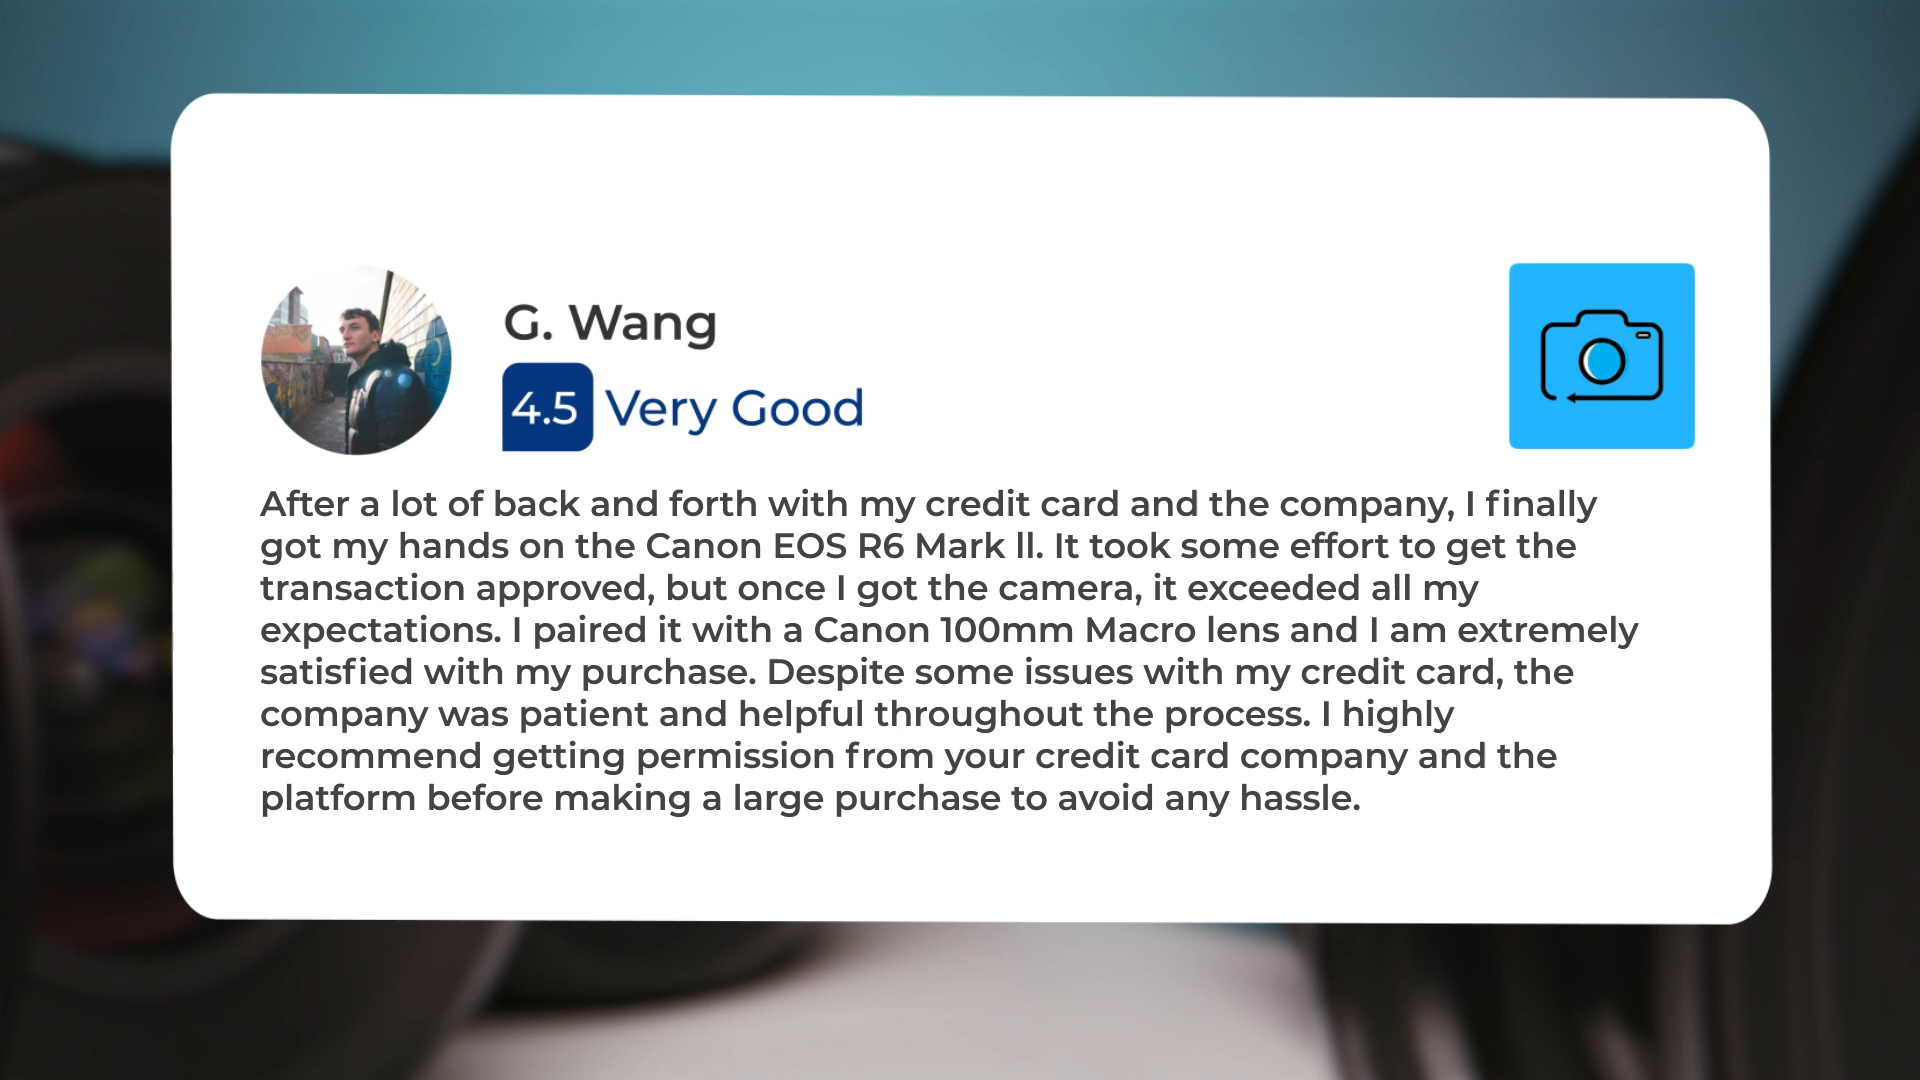 G. Wang
4.5 Very Good
After a lot of back and forth with my credit card and the company, I finally
got my hands on the Canon EOS R6 Mark ll. It took some effort to get the
transaction approved, but once I got the camera, it exceeded all my
expectations. I paired it with a Canon 100mm Macro lens and I am extremely
satisfied with my purchase. Despite some issues with my credit card, the
company was patient and helpful throughout the process. I highly
recommend getting permission from your credit card company and the
platform before making a large purchase to avoid any hassle.